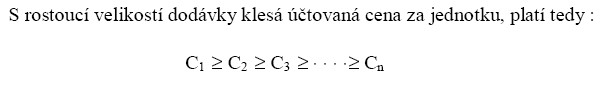 S rostoucí velikostí dodávky klesá účtovaná cena za jednotku, platí tedy :
C₁ ≥ C₂ ≥ C₃ ≥ · · · · ≥ Cₙ